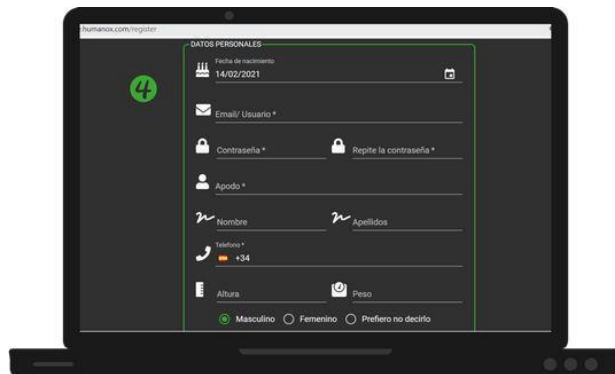 humanox.com/register
DATOS PERSONALES
Fecha de nacimiento
14/02/2021
4
Email/ Usuario *
Contraseña * Repite la contraseña *
Apodo *
Nombre Apellidos
Telefono *
+34
Altura Peso
Masculino Femenino Prefiero no decirlo